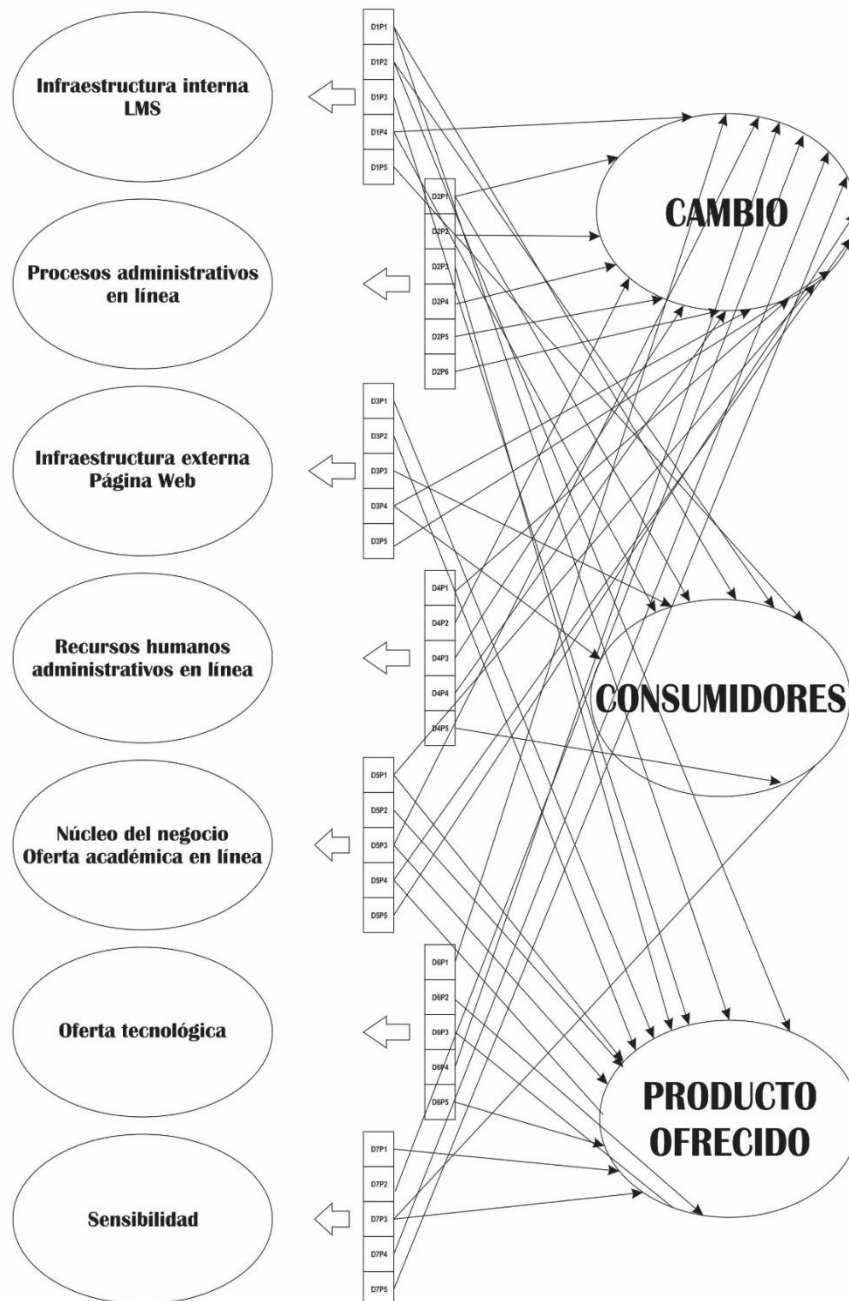 Infraestructura interna
LMS
D1P1
D1P2
D1P3
D1P4
D1P5
Procesos administrativos
en línea
D2P1
D2P2
D2P3
D2P4
D2P5
D2P6
Infraestructura externa
Página Web
D3P1
D3P2
D3P3
D3P4
D3P5
Recursos humanos
administrativos en línea
D4P1
D4P2
D4P3
D4P4
D4P5
Núcleo del negocio
Oferta académica en línea
D5P1
D5P2
D5P3
D5P4
D5P5
Oferta tecnológica
D6P1
D6P2
D6P3
D6P4
D6P5
Sensibilidad
D7P1
D7P2
D7P3
D7P4
D7P5
CAMBIO
CONSUMIDORES
PRODUCTO
OFRECIDO